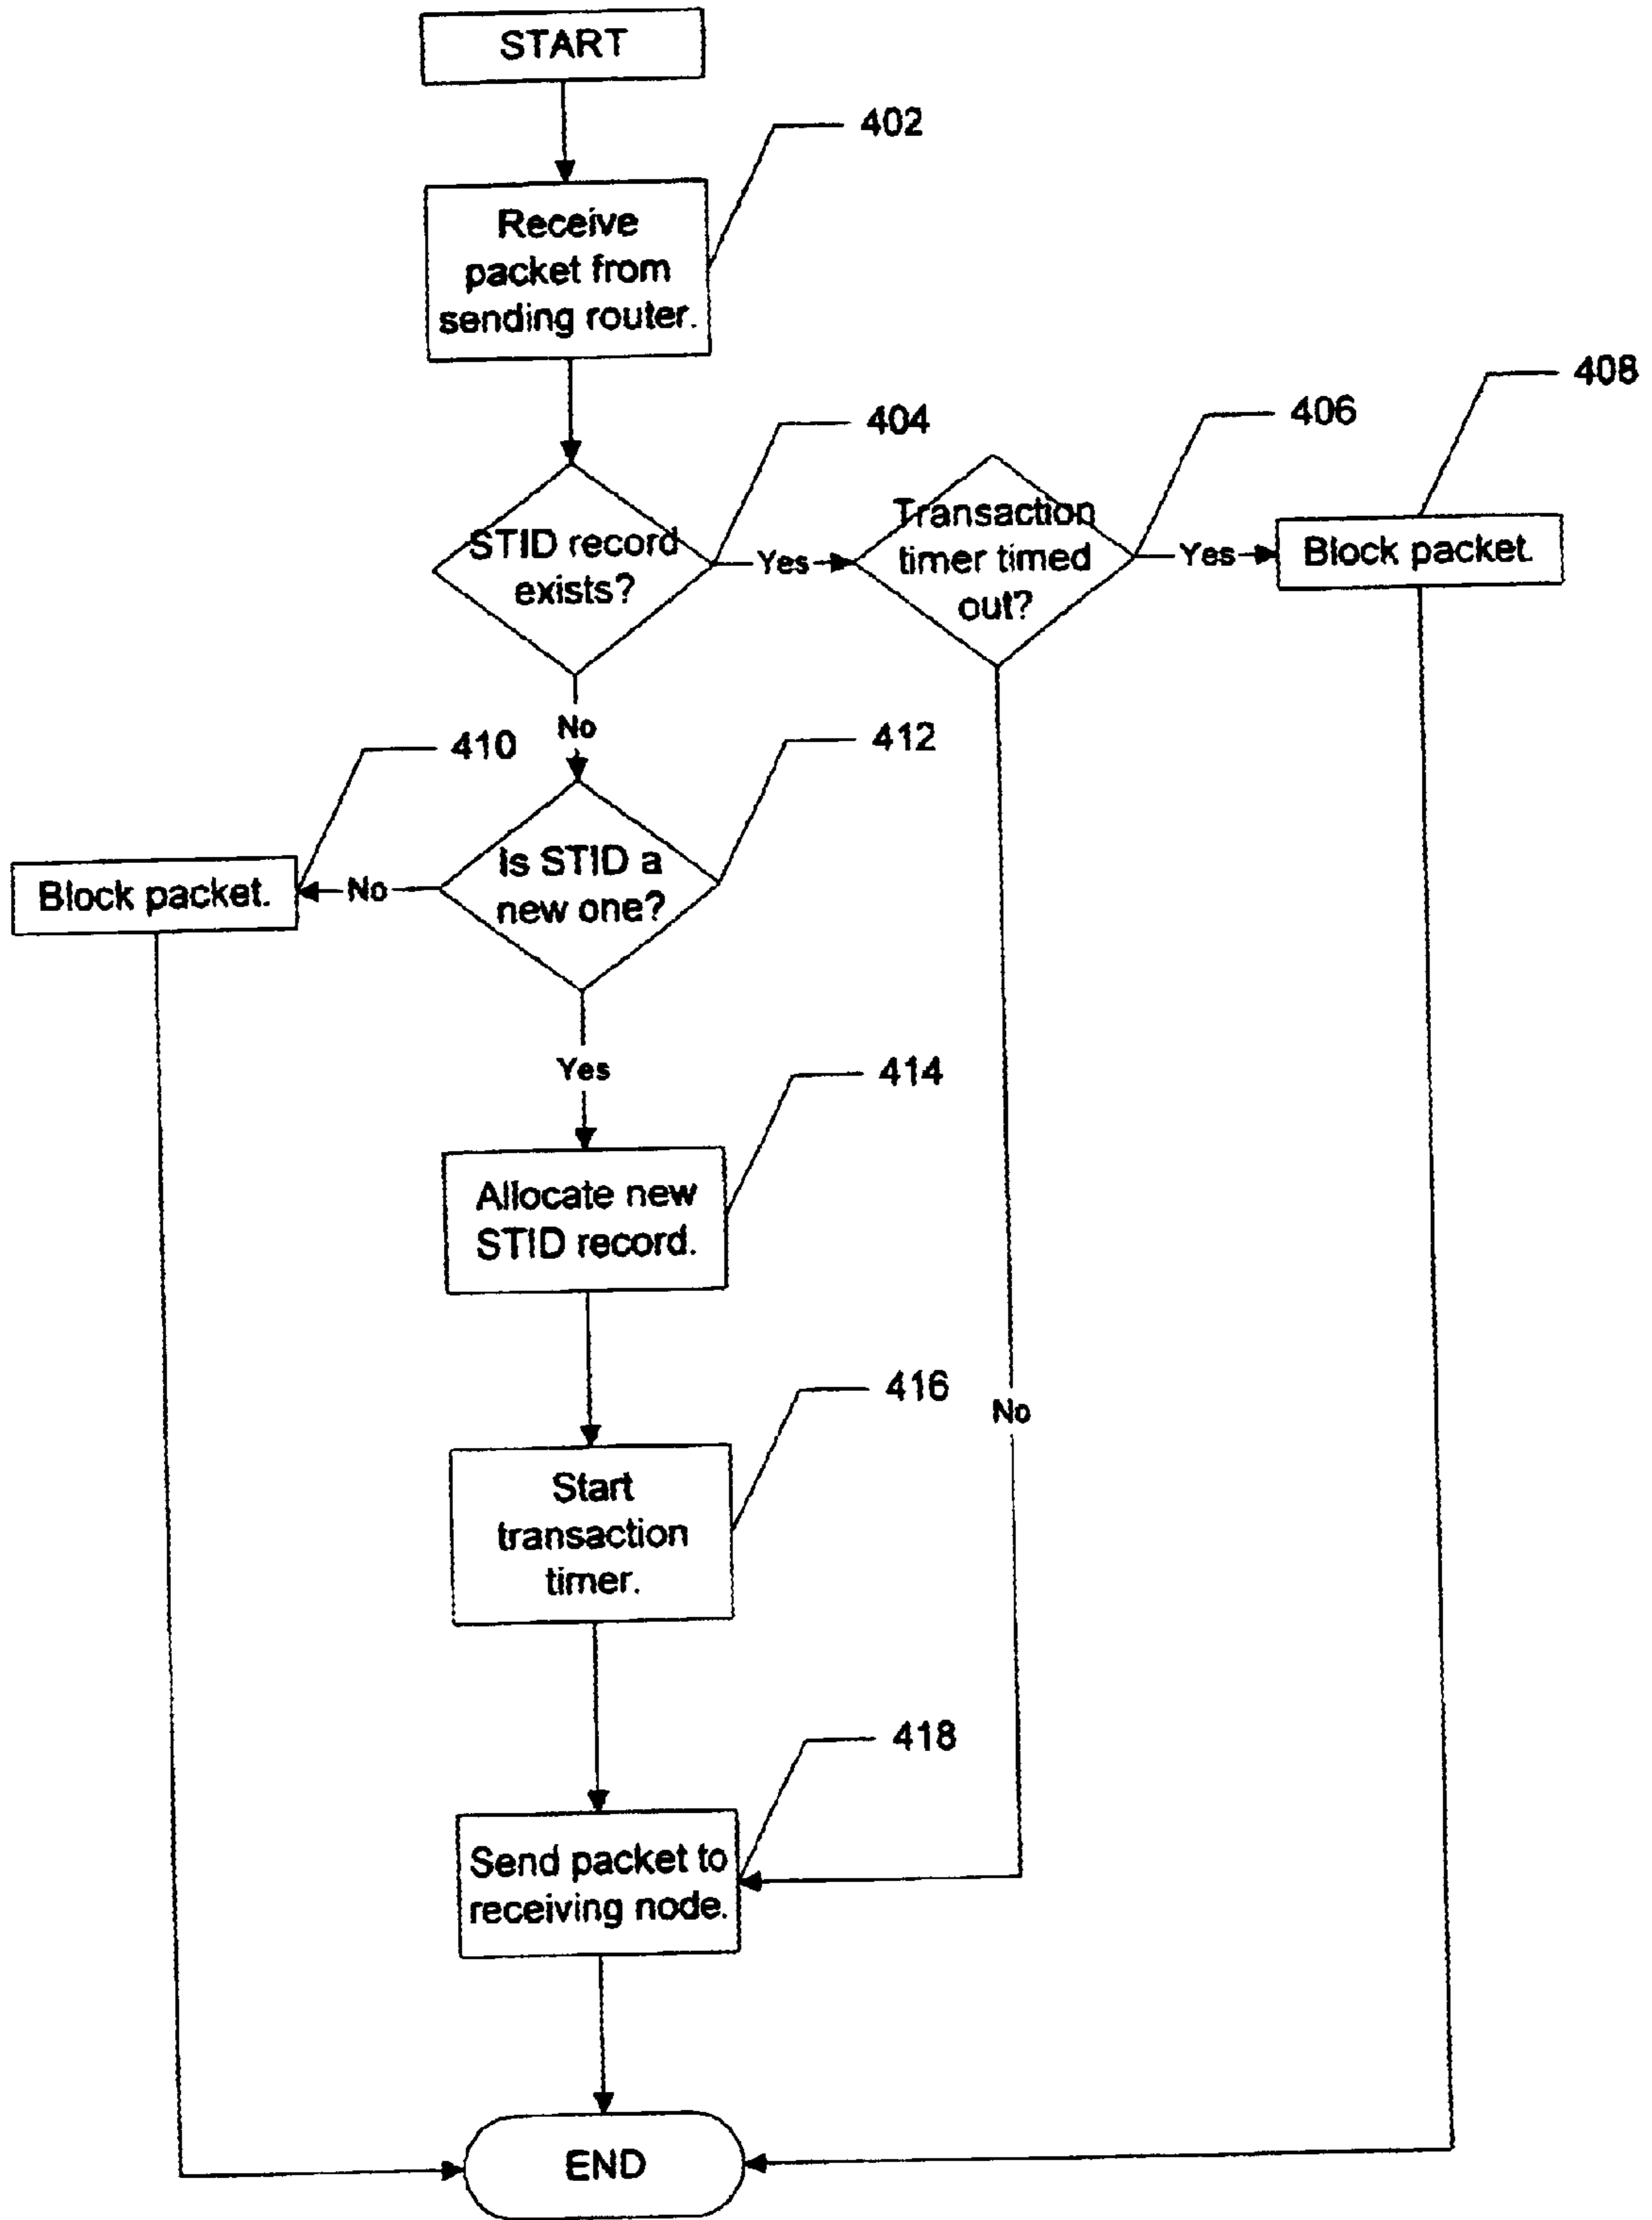 START
402
Receive
packet from
sending router.
408
406
404
Transaction
timer timed
out?
STID record
exists?
Yes
Yes
Block packet.
No
410
412
Is STID a
new one?
No
Block packet.
Yes
414
Allocate new
STID record.
416
No
Start
transaction
timer.
418
Send packet to
receiving node.
END